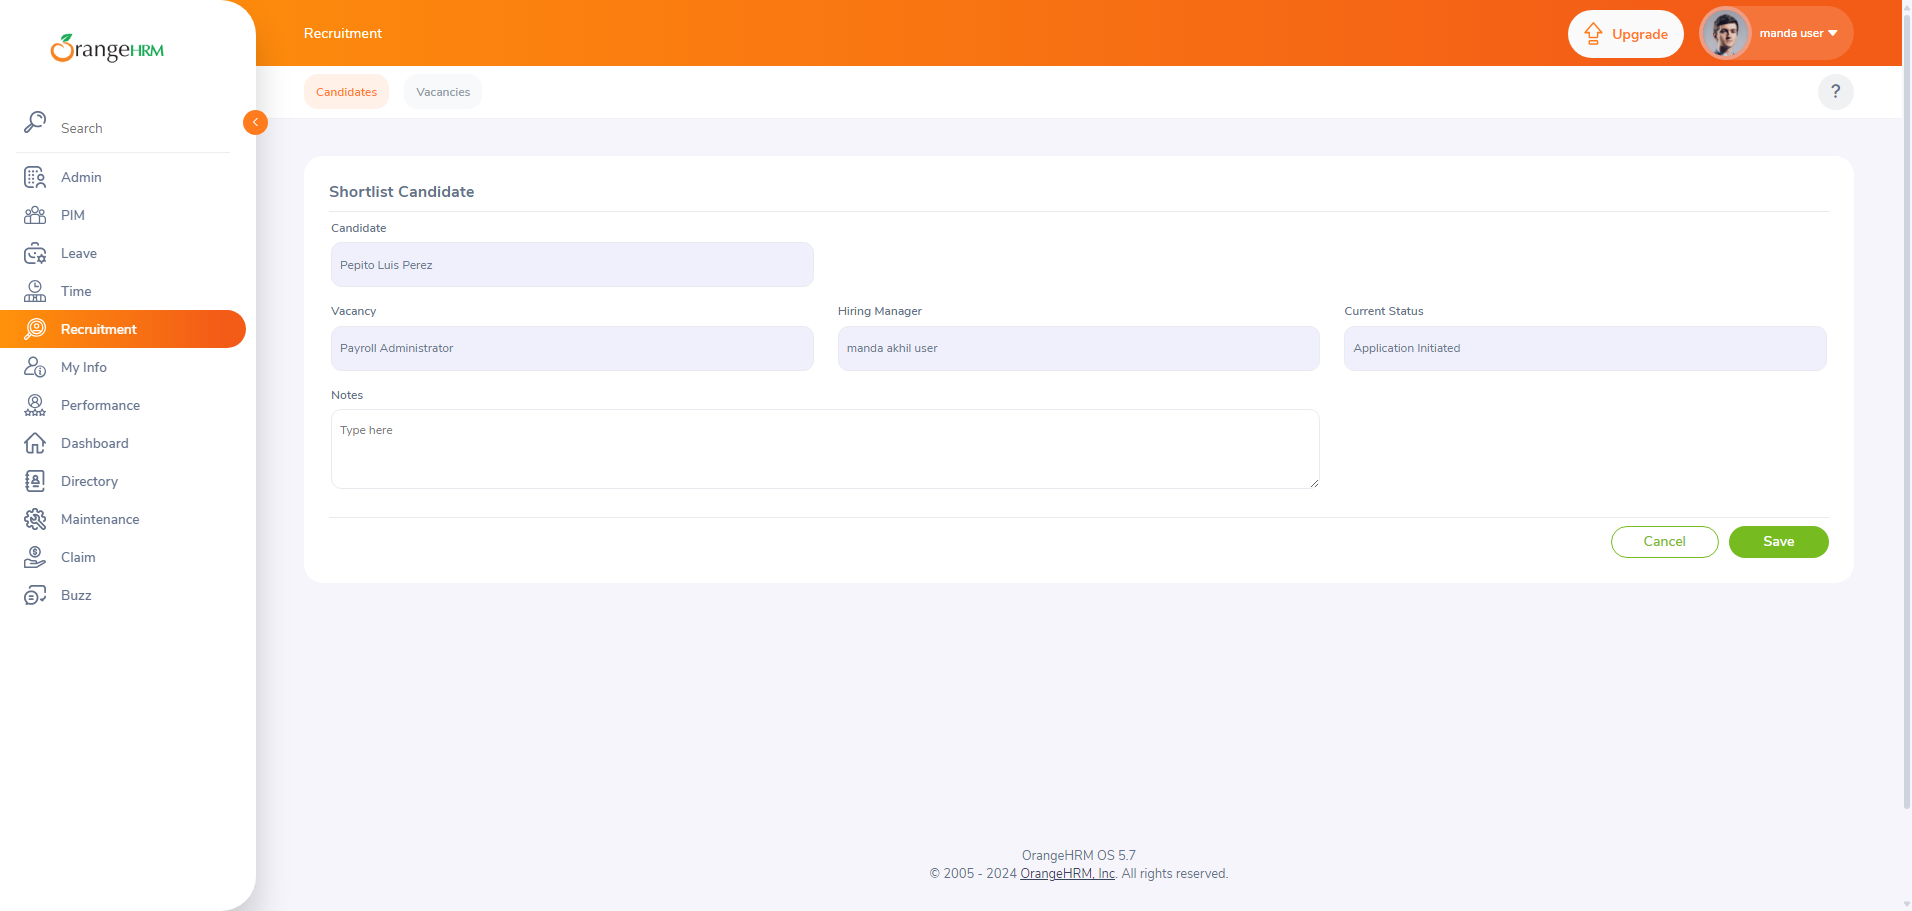 OrangeHRM
Recruitment
Upgrade
manda user
Candidates
Vacancies
?
Search
Admin
PIM
Leave
Time
Recruitment
My Info
Performance
Dashboard
Directory
Maintenance
Claim
Buzz
Shortlist Candidate
Candidate
Pepito Luis Perez
Vacancy
Hiring Manager
Current Status
Payroll Administrator
manda akhil user
Application Initiated
Notes
Type here
Cancel
Save
OrangeHRM OS 5.7
© 2005 - 2024 OrangeHRM, Inc. All rights reserved.